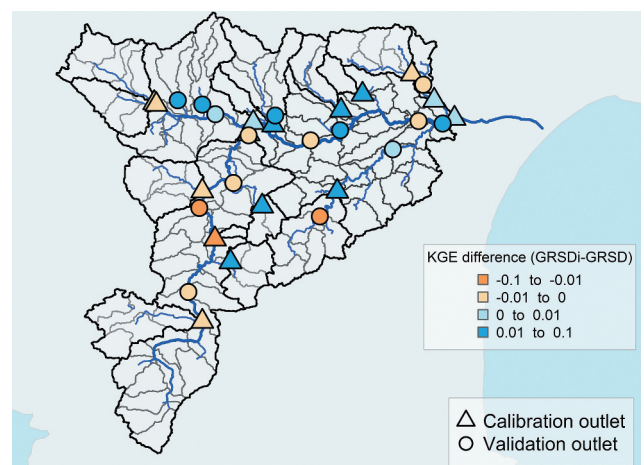 KGE difference (GRSDi-GRSD)
-0.1 to -0.01
-0.01 to 0
0 to 0.01
0.01 to 0.1
Calibration outlet
Validation outlet